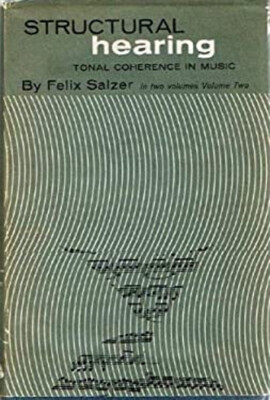 STRUCTURAL
hearing
TONAL COHERENCE IN MUSIC
By Felix Salzer in two volumes Volume Two